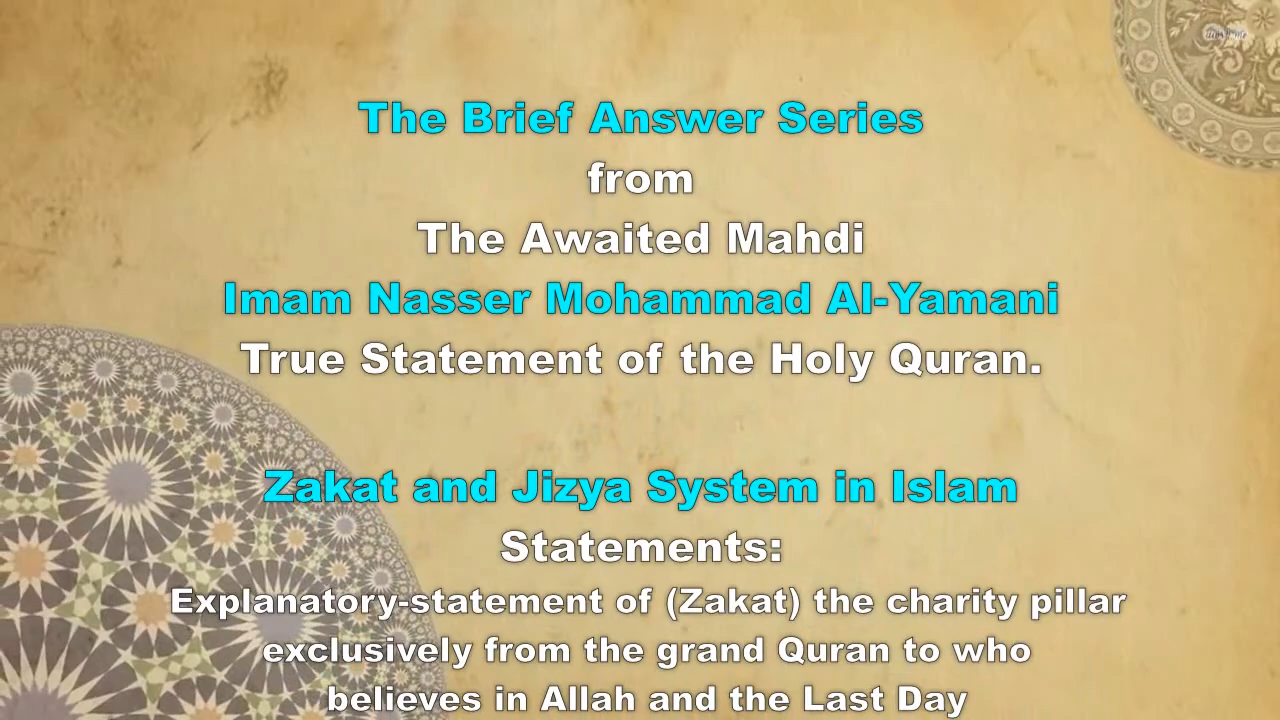 The Brief Answer Series
from
The Awaited Mahdi
Imam Nasser Mohammad Al-Yamani
True Statement of the Holy Quran.
Zakat and Jizya System in Islam
Statements:
Explanatory-statement of (Zakat) the charity pillar
exclusively from the grand Quran to who
believes in Allah and the Last Day